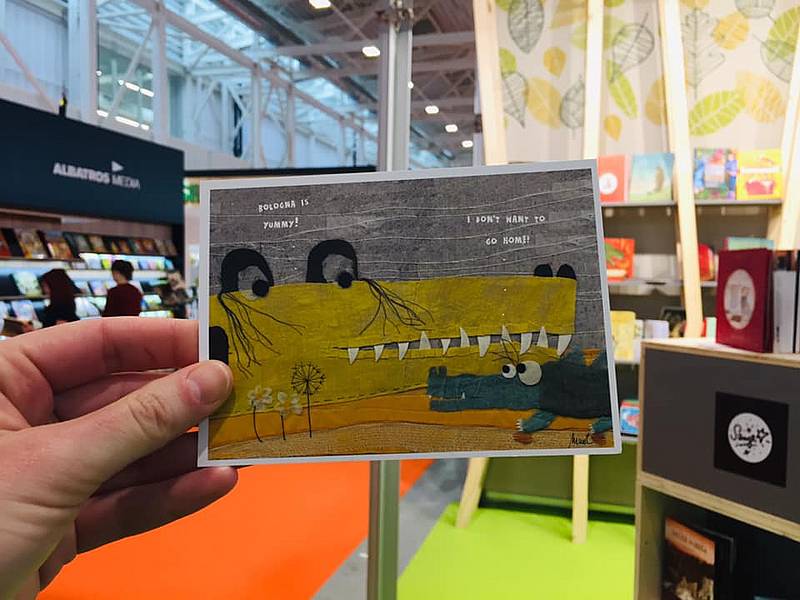 ALBATROS MEDIA
BOLOGNA IS
YUMMY!
I DON'T WANT TO
GO HOME!